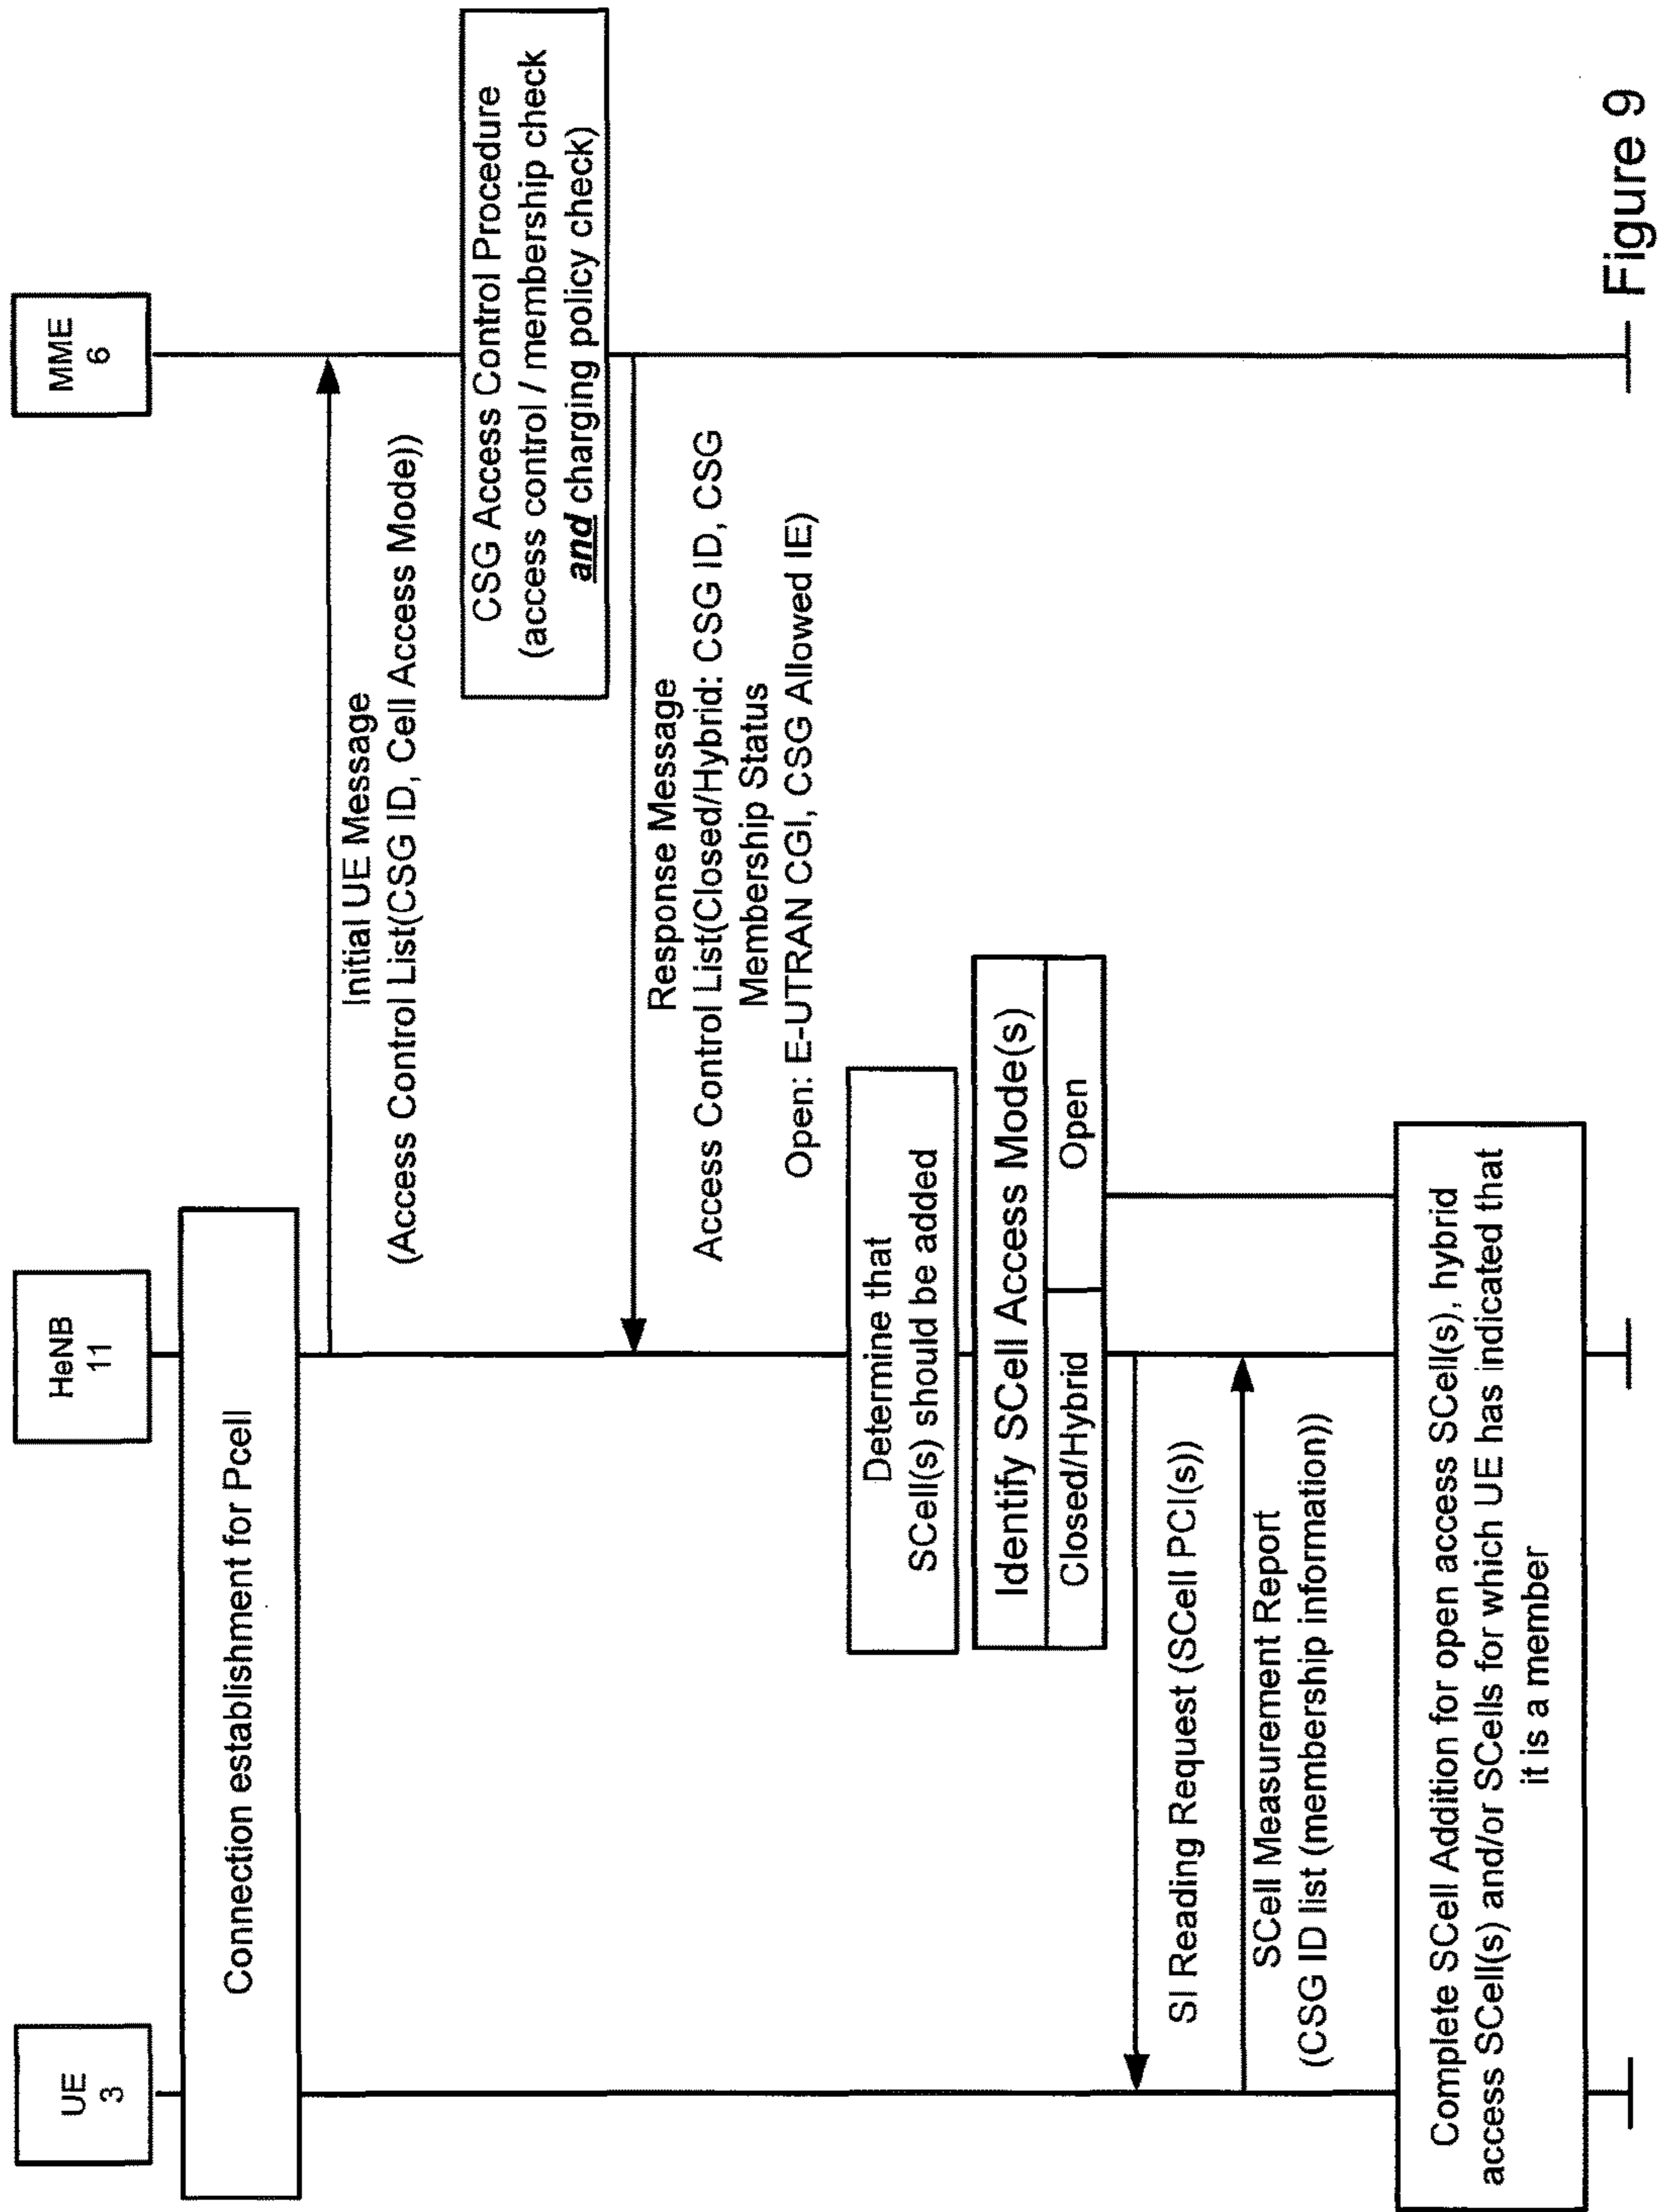 UE
3
HeNB
11
MME
6
Connection establishment for Pcell
Initial UE Message
(Access Control List(CSG ID, Cell Access Mode))
CSG Access Control Procedure
(access control / membership check
and charging policy check)
Response Message
Access Control List(Closed/Hybrid: CSG ID, CSG
Membership Status
Open: E-UTRAN CGI, CSG Allowed IE)
Determine that
SCell(s) should be added
Identify SCell Access Mode(s)
Closed/Hybrid
Open
SI Reading Request (SCell PCI(s))
SCell Measurement Report
(CSG ID list (membership information))
Complete SCell Addition for open access SCell(s), hybrid
access SCell(s) and/or SCells for which UE has indicated that
it is a member
Figure 9